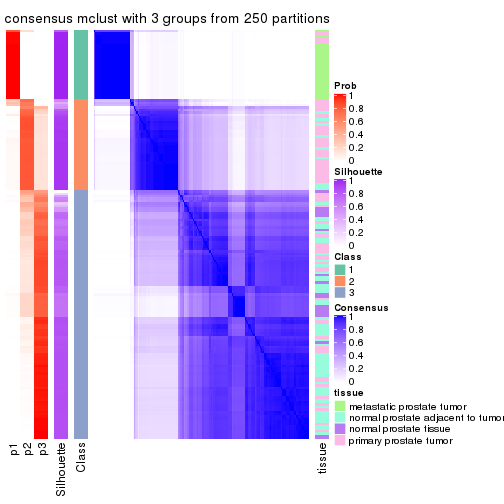 consensus mclust with 3 groups from 250 partitions
Prob
1
0.8
0.6
0.4
0.2
0
Silhouette
1
0.8
0.6
0.4
0.2
0
Class
1
2
3
Consensus
1
0.8
0.6
0.4
0.2
0
tissue
metastatic prostate tumor
normal prostate adjacent to tumor
normal prostate tissue
primary prostate tumor
p1
p2
p3
Silhouette
Class
tissue